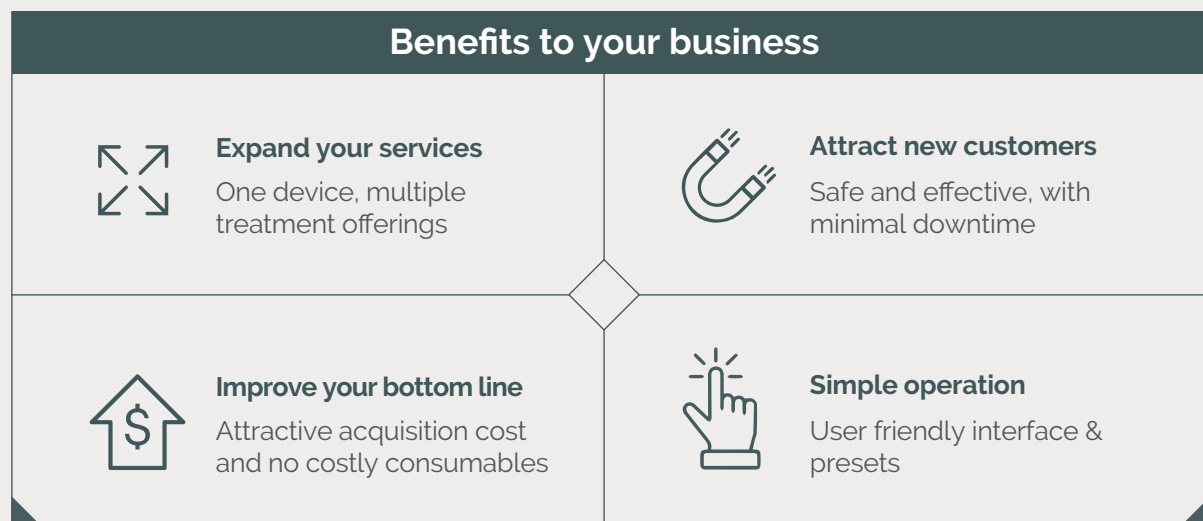 Benefits to your business
Expand your services
One device, multiple
treatment offerings
Attract new customers
Safe and effective, with
minimal downtime
$
Improve your bottom line
Attractive acquisition cost
and no costly consumables
Simple operation
User friendly interface &
presets